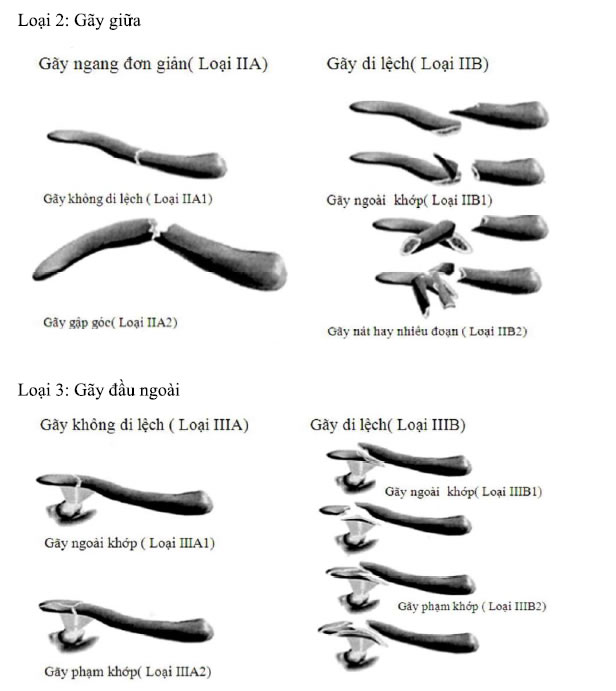 Loại 2: Gãy giữa
Gãy ngang đơn giản( Loại IIA)
Gãy di lệch( Loại IIB)
Gãy không di lệch ( Loại IIA1)
Gãy ngoài khớp( Loại IIB1)
Gãy gập góc( Loại IIA2)
Gãy nát hay nhiều đoạn ( Loại IIB2)
Loại 3: Gãy đầu ngoài
Gãy không di lệch ( Loại IIIA)
Gãy di lệch( Loại IIIB)
Gãy ngoài khớp( Loại IIIB1)
Gãy ngoài khớp ( Loại IIIA1)
Gãy phạm khớp ( Loại IIIB2)
Gãy phạm khớp( Loại IIIA2)